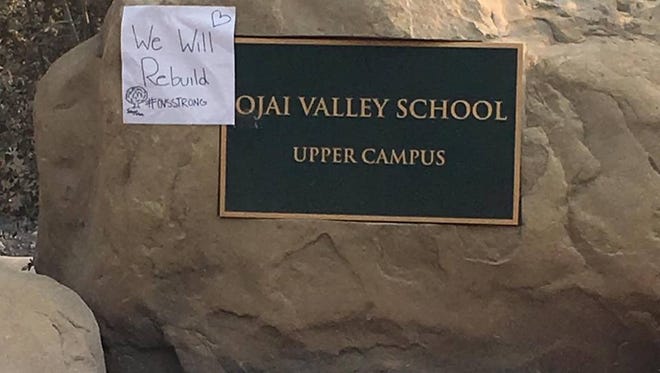 We Will
Rebuild
#OVSSTRONG
OJAI VALLEY SCHOOL
UPPER CAMPUS